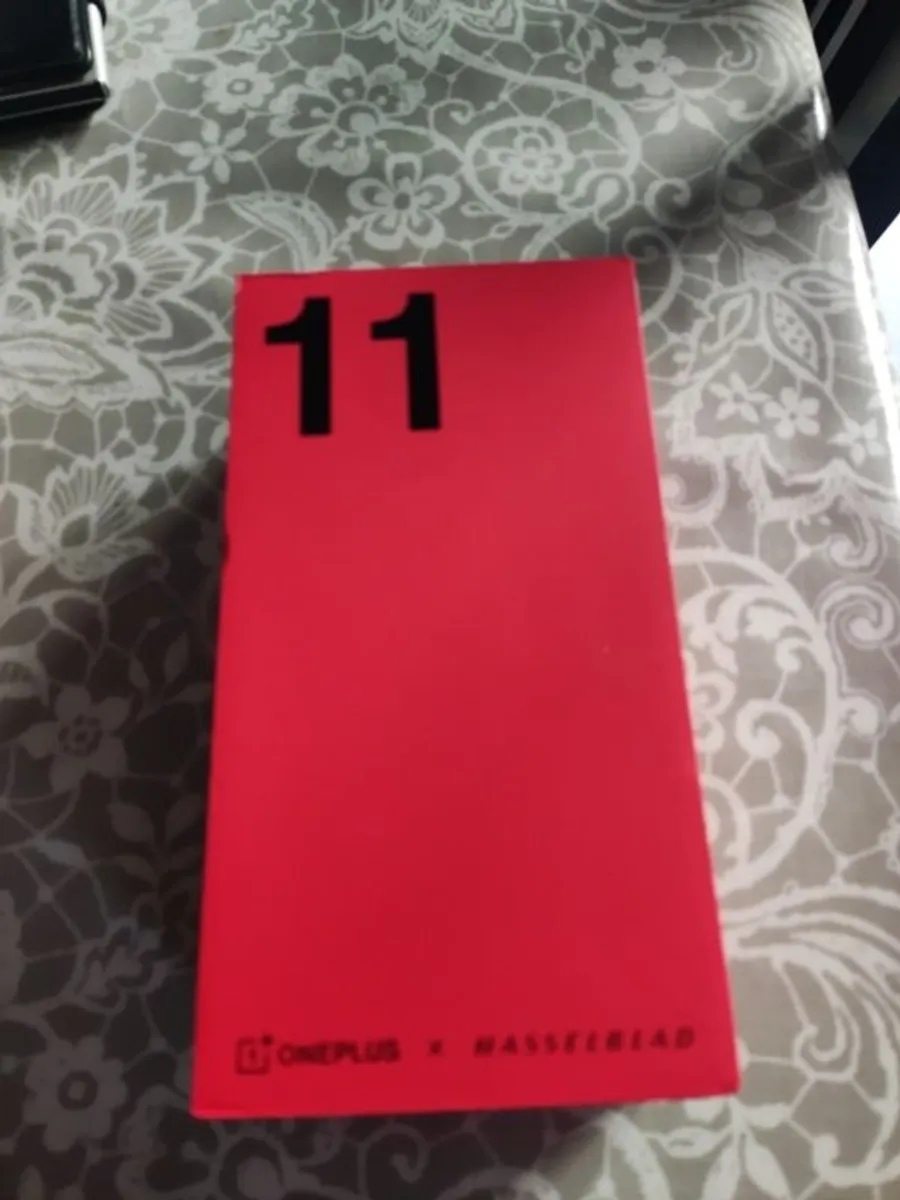 11
ONEPLUS × HASSELBLAD